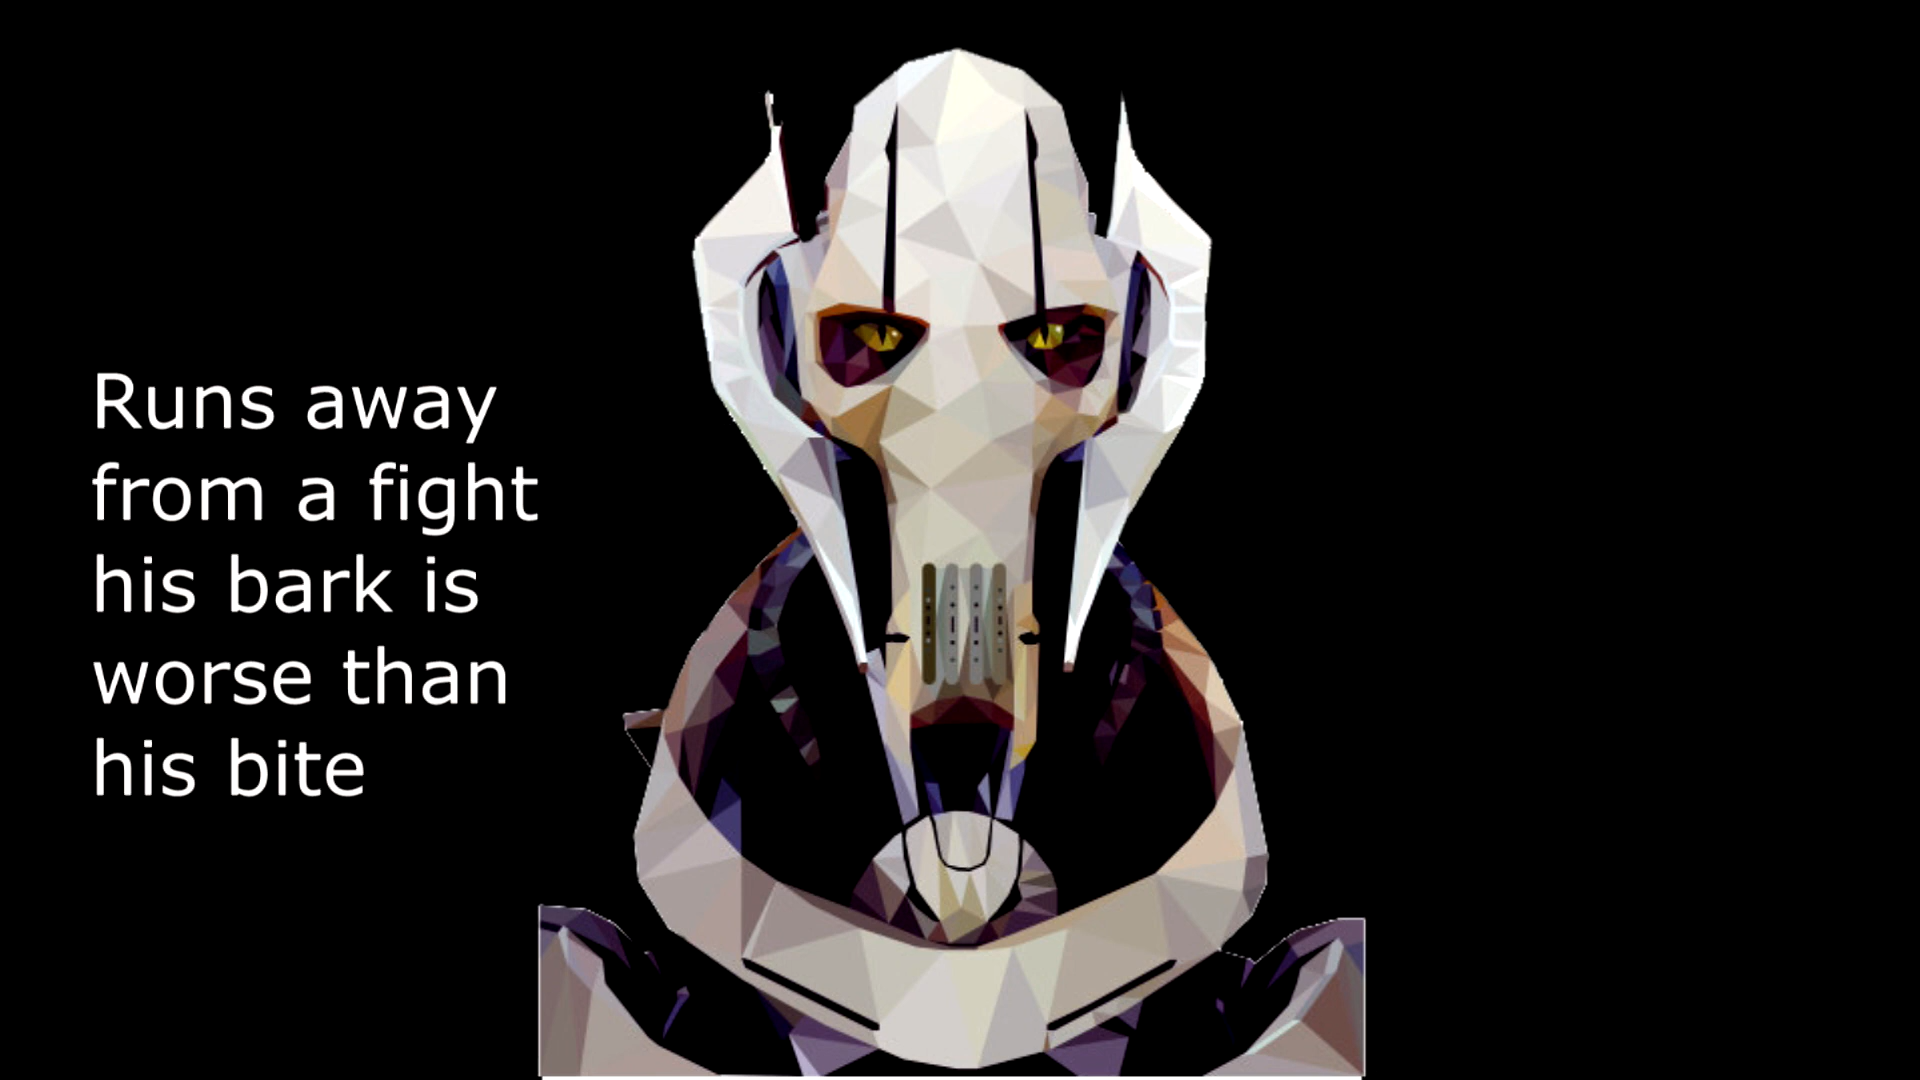 Runs away
from a fight
his bark is
worse than
his bite